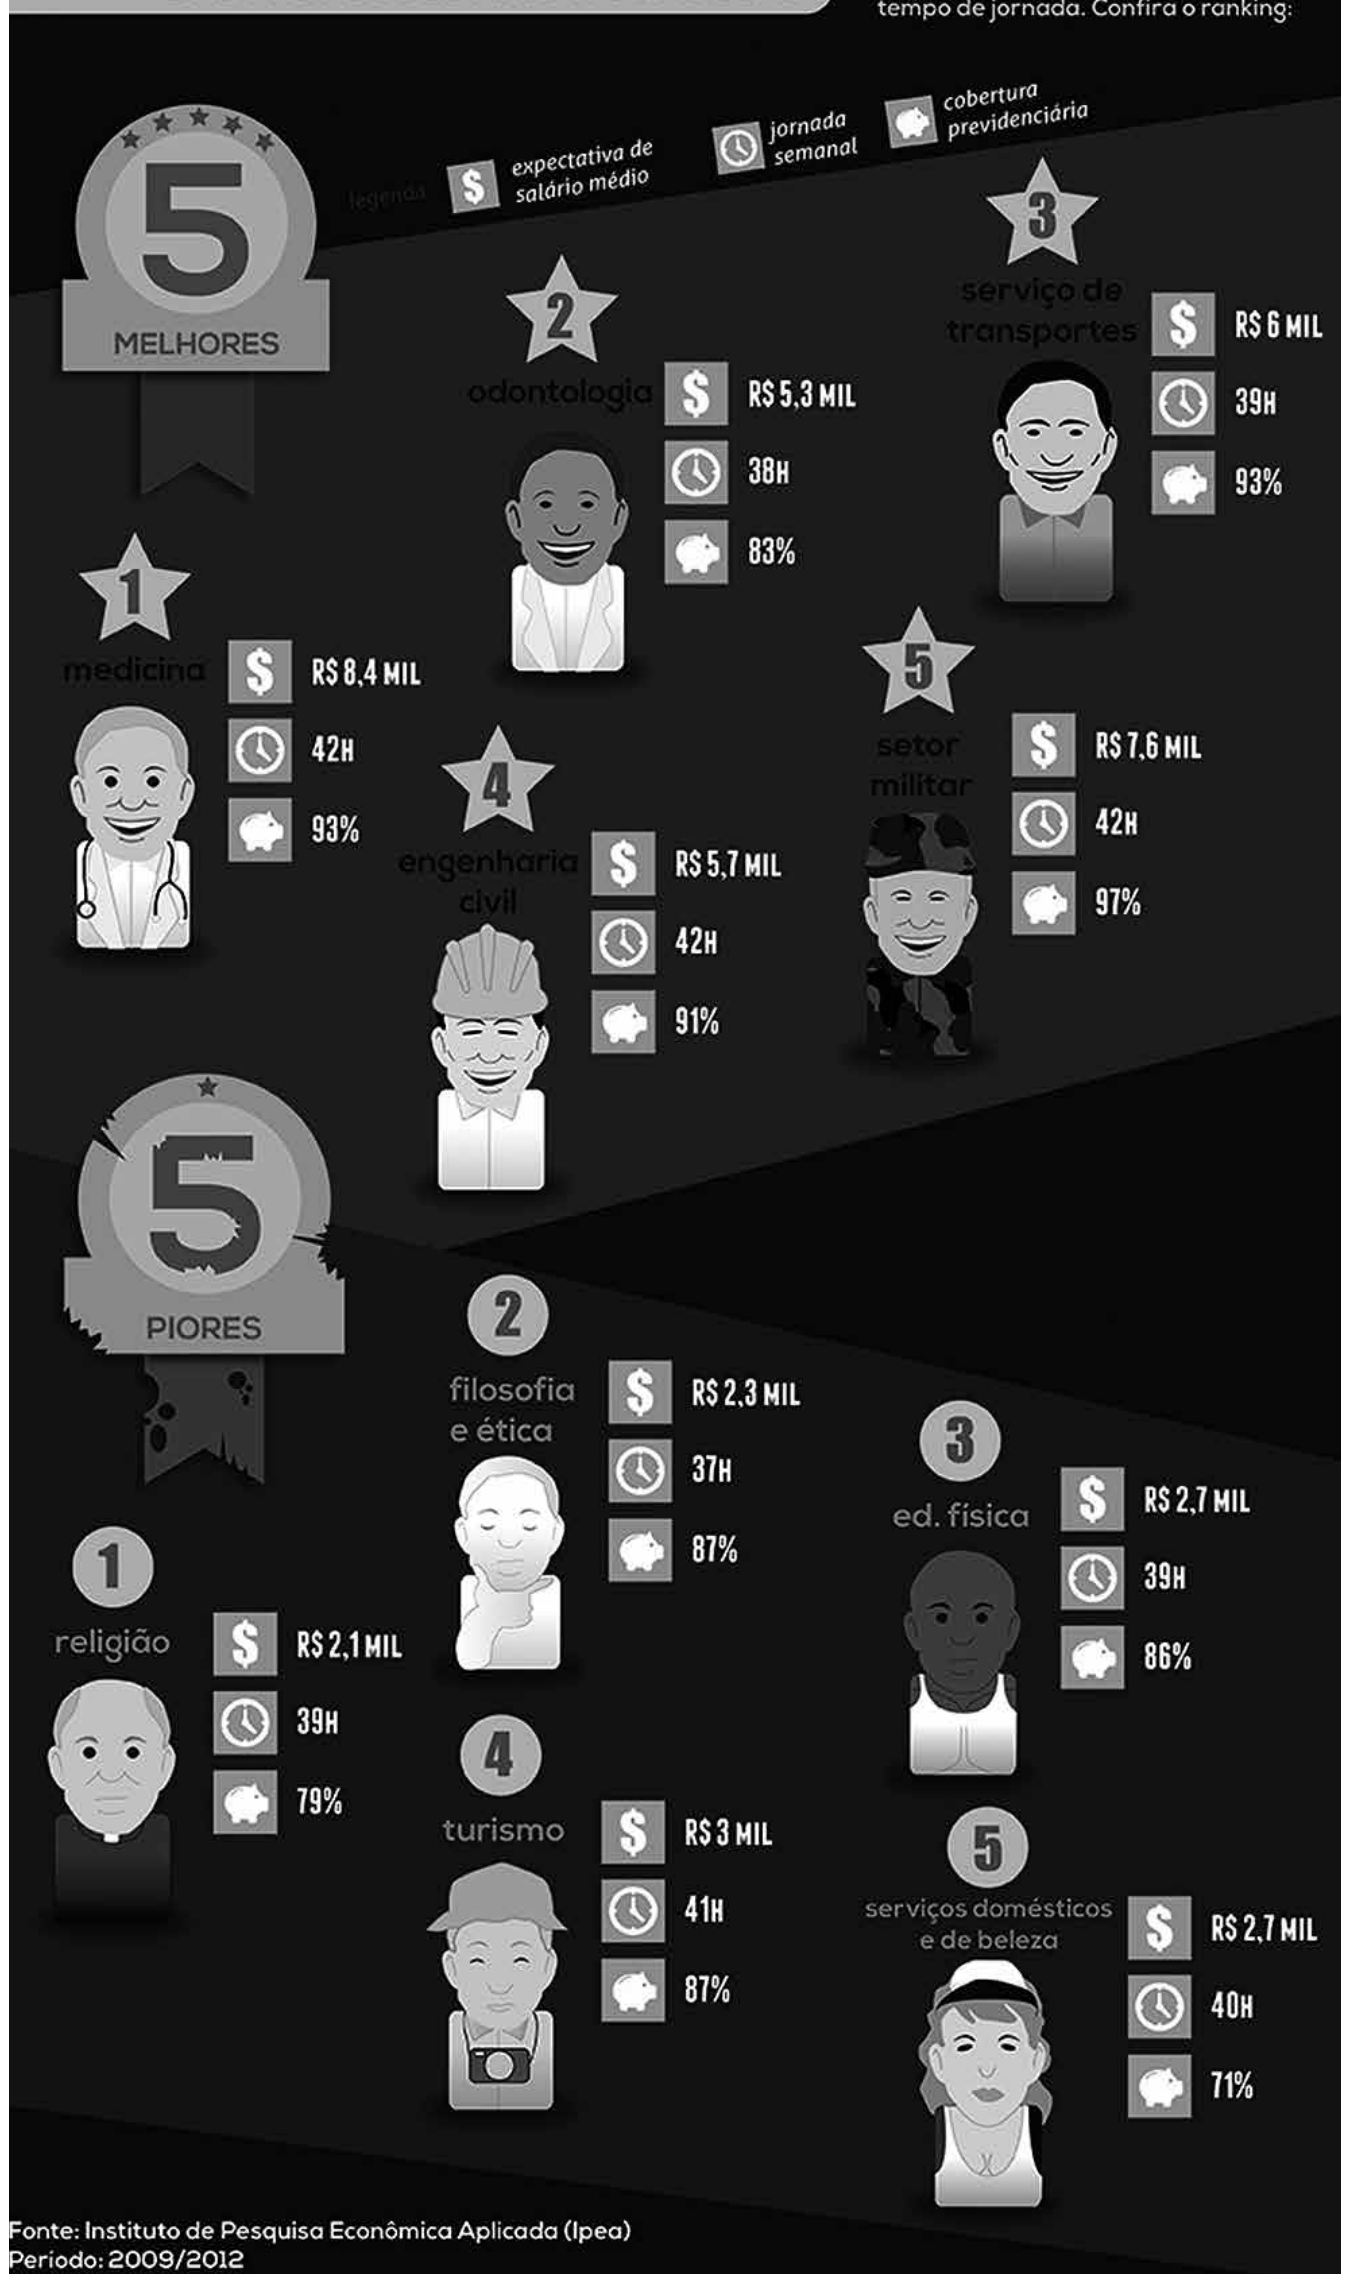 tempo de jornada. Confira o ranking:
5
MELHORES
legenda
$
expectativa de
salário médio
jornada
semanal
cobertura
previdenciária
1
medicina
$ R$ 8,4 MIL
42H
93%
2
odontologia
$ R$ 5,3 MIL
38H
83%
3
serviço de
transportes
$ R$ 6 MIL
39H
93%
4
engenharia
civil
$ R$ 5,7 MIL
42H
91%
5
setor
militar
$ R$ 7,6 MIL
42H
97%
5
PIORES
1
religião
$ R$ 2,1 MIL
39H
79%
2
filosofia
e ética
$ R$ 2,3 MIL
37H
87%
3
ed. física
$ R$ 2,7 MIL
39H
86%
4
turismo
$ R$ 3 MIL
41H
87%
5
serviços domésticos
e de beleza
$ R$ 2,7 MIL
40H
71%
Fonte: Instituto de Pesquisa Econômica Aplicada (Ipea)
Período: 2009/2012